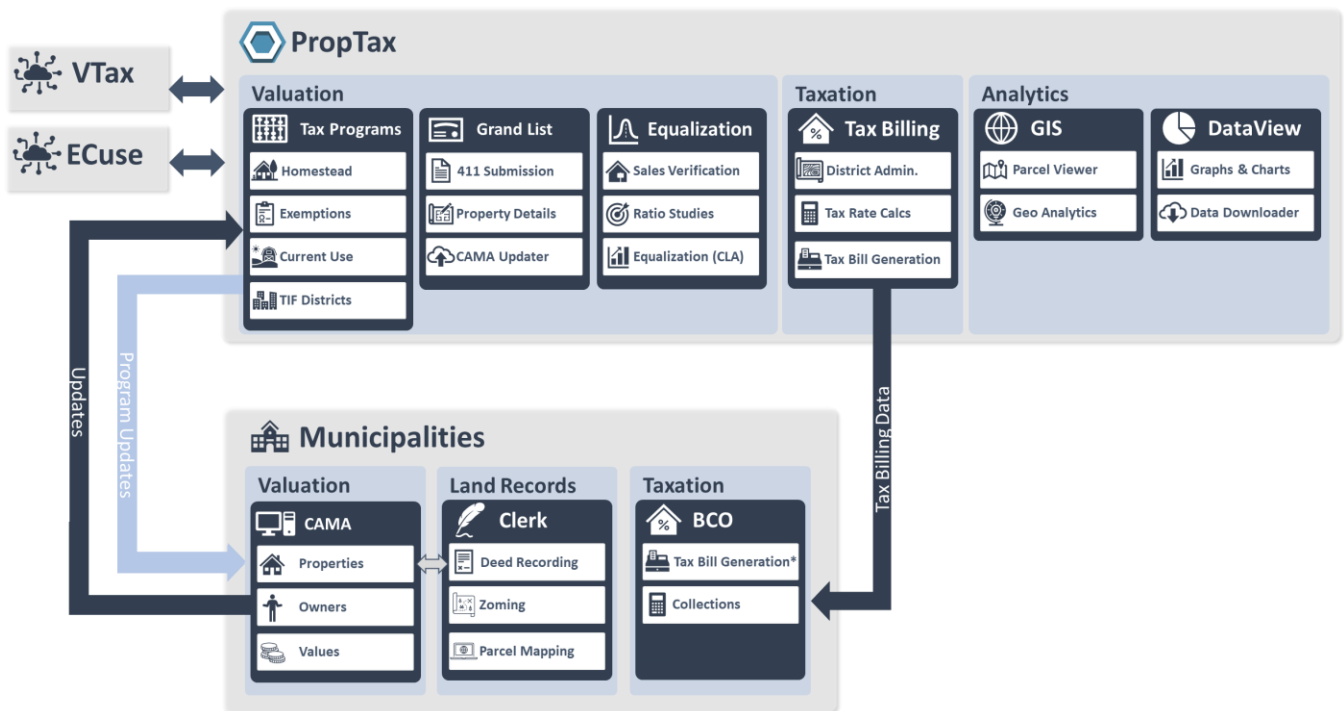 PropTax
VTax
ECuse
Valuation
Tax Programs
Homestead
Exemptions
Current Use
TIF Districts
Grand List
411 Submission
Property Details
CAMA Updater
Equalization
Sales Verification
Ratio Studies
Equalization (CLA)
Taxation
Tax Billing
District Admin.
Tax Rate Calcs
Tax Bill Generation
Analytics
GIS
Parcel Viewer
Geo Analytics
DataView
Graphs & Charts
Data Downloader
Updates
Program Updates
Tax Billing Data
Municipalities
Valuation
CAMA
Properties
Owners
Values
Land Records
Clerk
Deed Recording
Zoming
Parcel Mapping
Taxation
BCO
Tax Bill Generation*
Collections